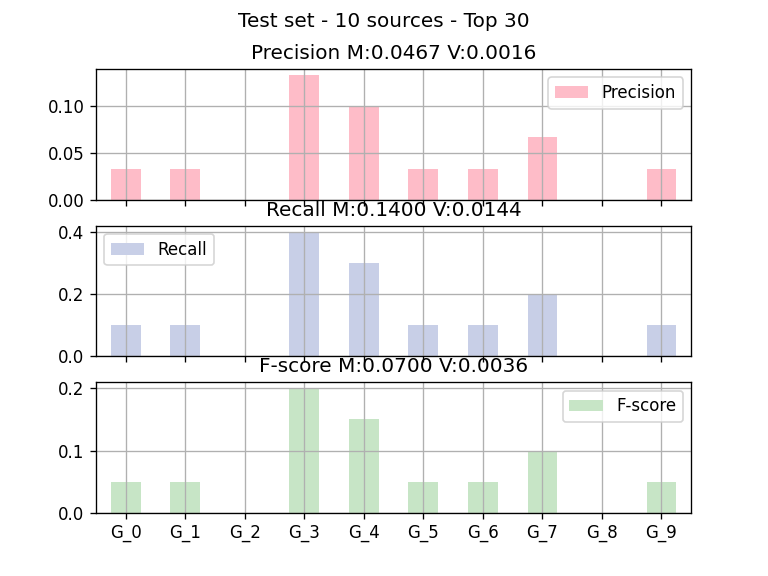 Test set - 10 sources - Top 30
Precision M:0.0467 V:0.0016
Precision
0.10
0.05
0.00
Recall M:0.1400 V:0.0144
Recall
0.4
0.2
0.0
F-score M:0.0700 V:0.0036
F-score
0.2
0.1
0.0
G_0 G_1 G_2 G_3 G_4 G_5 G_6 G_7 G_8 G_9